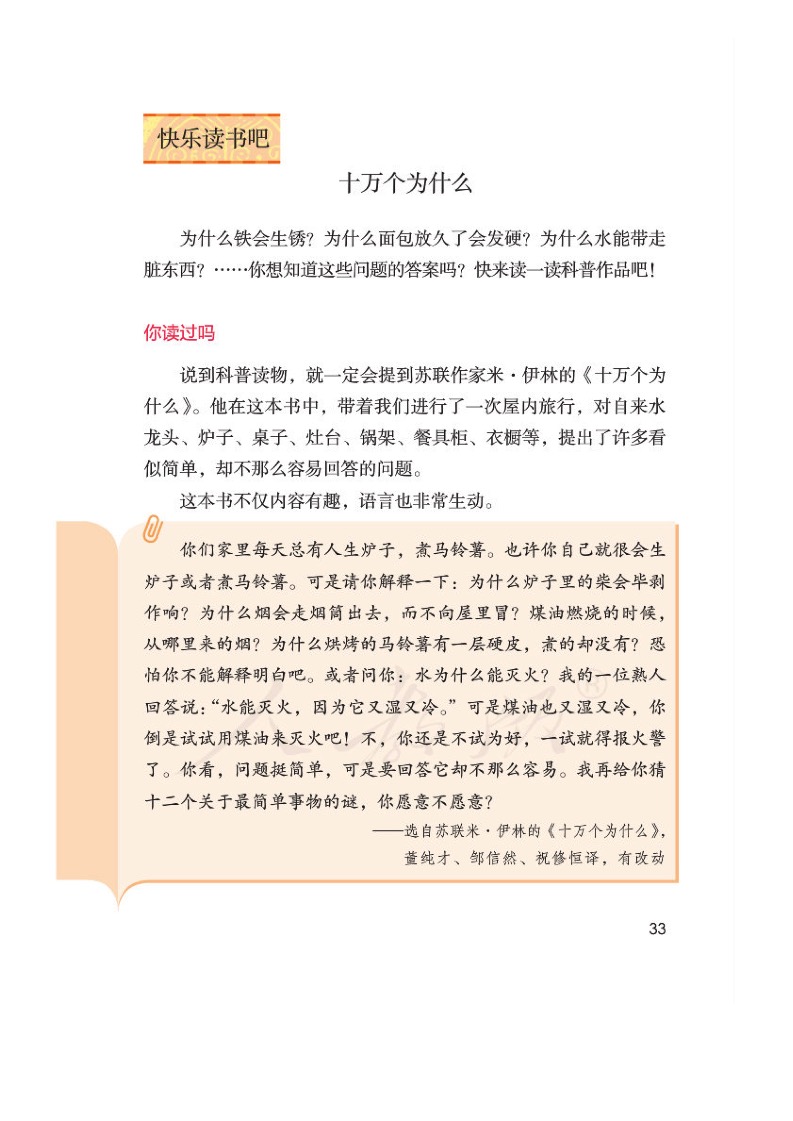 快乐读书吧
十万个为什么
为什么铁会生锈？为什么面包放久了会发硬？为什么水能带走
脏东西？……你想知道这些问题的答案吗？快来读一读科普作品吧！
你读过吗
说到科普读物，就一定会提到苏联作家米·伊林的《十万个为
什么》。他在这本书中，带着我们进行了一次屋内旅行，对自来水
龙头、炉子、桌子、灶台、锅架、餐具柜、衣橱等，提出了许多看
似简单，却不那么容易回答的问题。
这本书不仅内容有趣，语言也非常生动。
你们家里每天总有人生炉子，煮马铃薯。也许你自己就很会生
炉子或者煮马铃薯。可是请你解释一下：为什么炉子里的柴会毕剥
作响？为什么烟会走烟筒出去，而不向屋里冒？煤油燃烧的时候，
从哪里来的烟？为什么烘烤的马铃薯有一层硬皮，煮的却没有？恐
怕你不能解释明白吧。或者问你：水为什么能灭火？我的一位熟人
回答说：“水能灭火，因为它又湿又冷。”可是煤油也又湿又冷，你
倒是试试用煤油来灭火吧！不，你还是不试为好，一试就得报火警
了。你看，问题挺简单，可是要回答它却不那么容易。我再给你猜
十二个关于最简单事物的谜，你愿意不愿意？
——选自苏联米·伊林的《十万个为什么》，
董纯才、邹信然、祝修恒译，有改动
人教版®
33